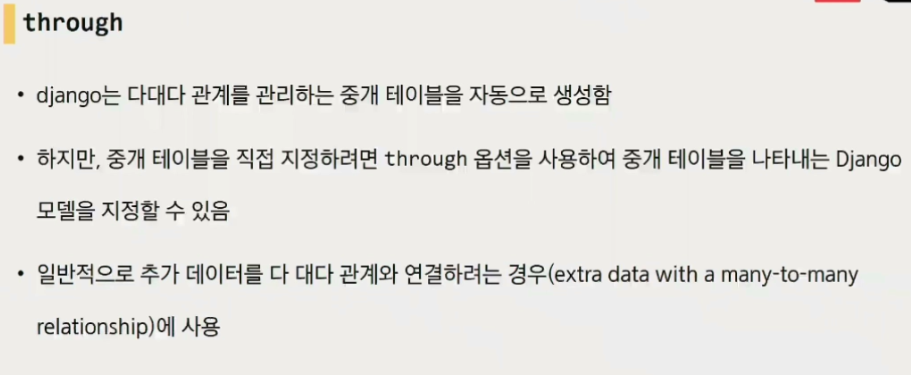 through
• django는 다대다 관계를 관리하는 중개 테이블을 자동으로 생성함
• 하지만, 중개 테이블을 직접 지정하려면 through 옵션을 사용하여 중개 테이블을 나타내는 Django
모델을 지정할 수 있음
• 일반적으로 추가 데이터를 다 대다 관계와 연결하려는 경우(extra data with a many-to-many
relationship)에 사용